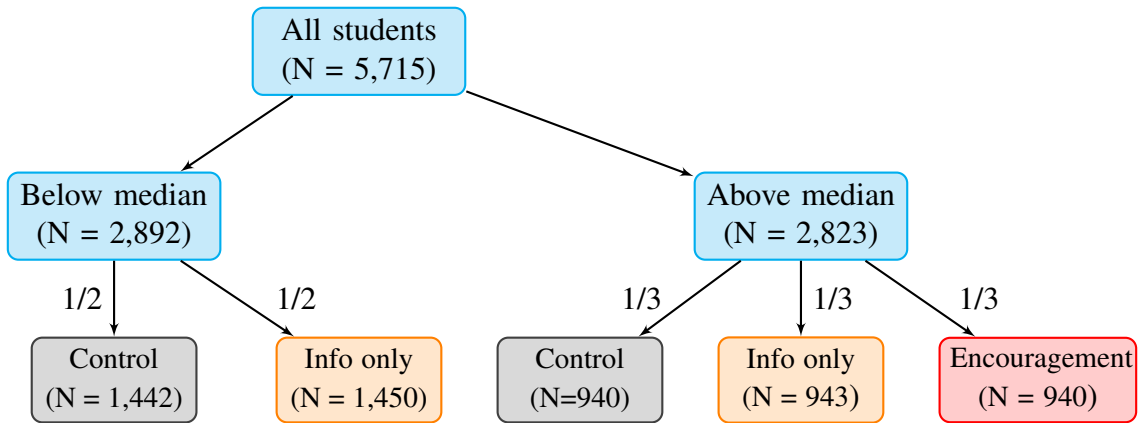 All students
(N = 5,715)
Below median
(N = 2,892)
Above median
(N = 2,823)
1/2
1/2
1/3
1/3
1/3
Control
(N = 1,442)
Info only
(N = 1,450)
Control
(N=940)
Info only
(N = 943)
Encouragement
(N = 940)